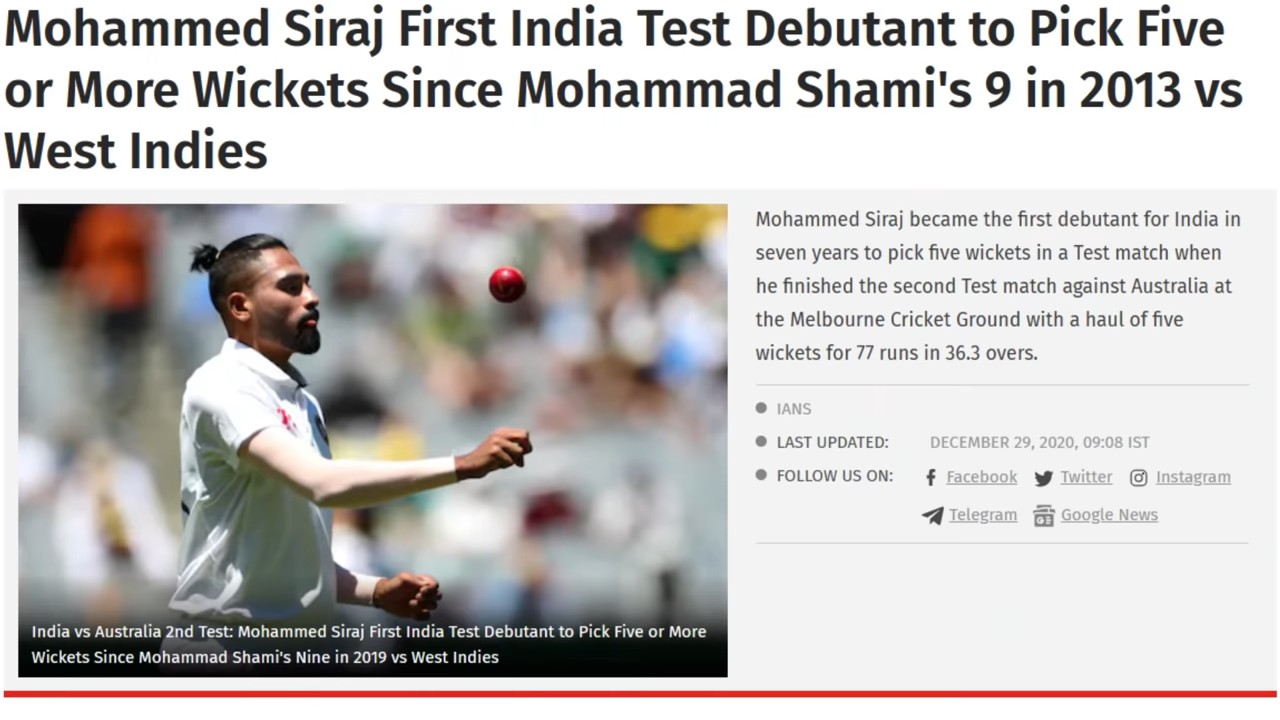 Mohammed Siraj First India Test Debutant to Pick Five
or More Wickets Since Mohammad Shami's 9 in 2013 vs
West Indies
India vs Australia 2nd Test: Mohammed Siraj First India Test Debutant to Pick Five or More
Wickets Since Mohammad Shami's Nine in 2019 vs West Indies
Mohammed Siraj became the first debutant for India in
seven years to pick five wickets in a Test match when
he finished the second Test match against Australia at
the Melbourne Cricket Ground with a haul of five
wickets for 77 runs in 36.3 overs.
IANS
LAST UPDATED: DECEMBER 29, 2020, 09:08 IST
FOLLOW US ON: Facebook Twitter Instagram
Telegram Google News